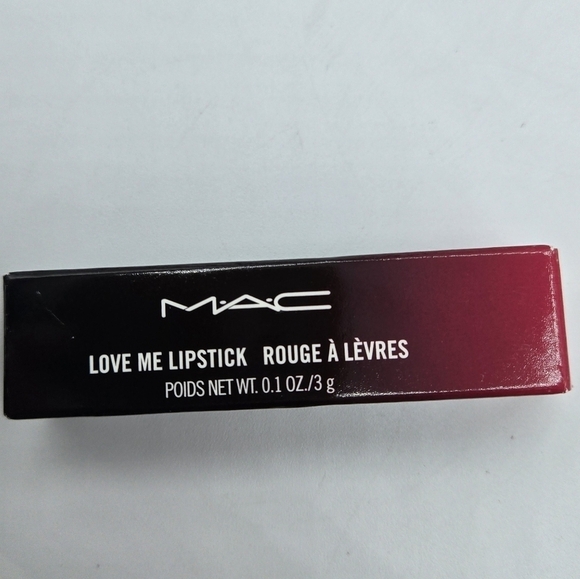 M·A·C
LOVE ME LIPSTICK ROUGE À LÈVRES
POIDS NET WT. 0.1 OZ./3 g